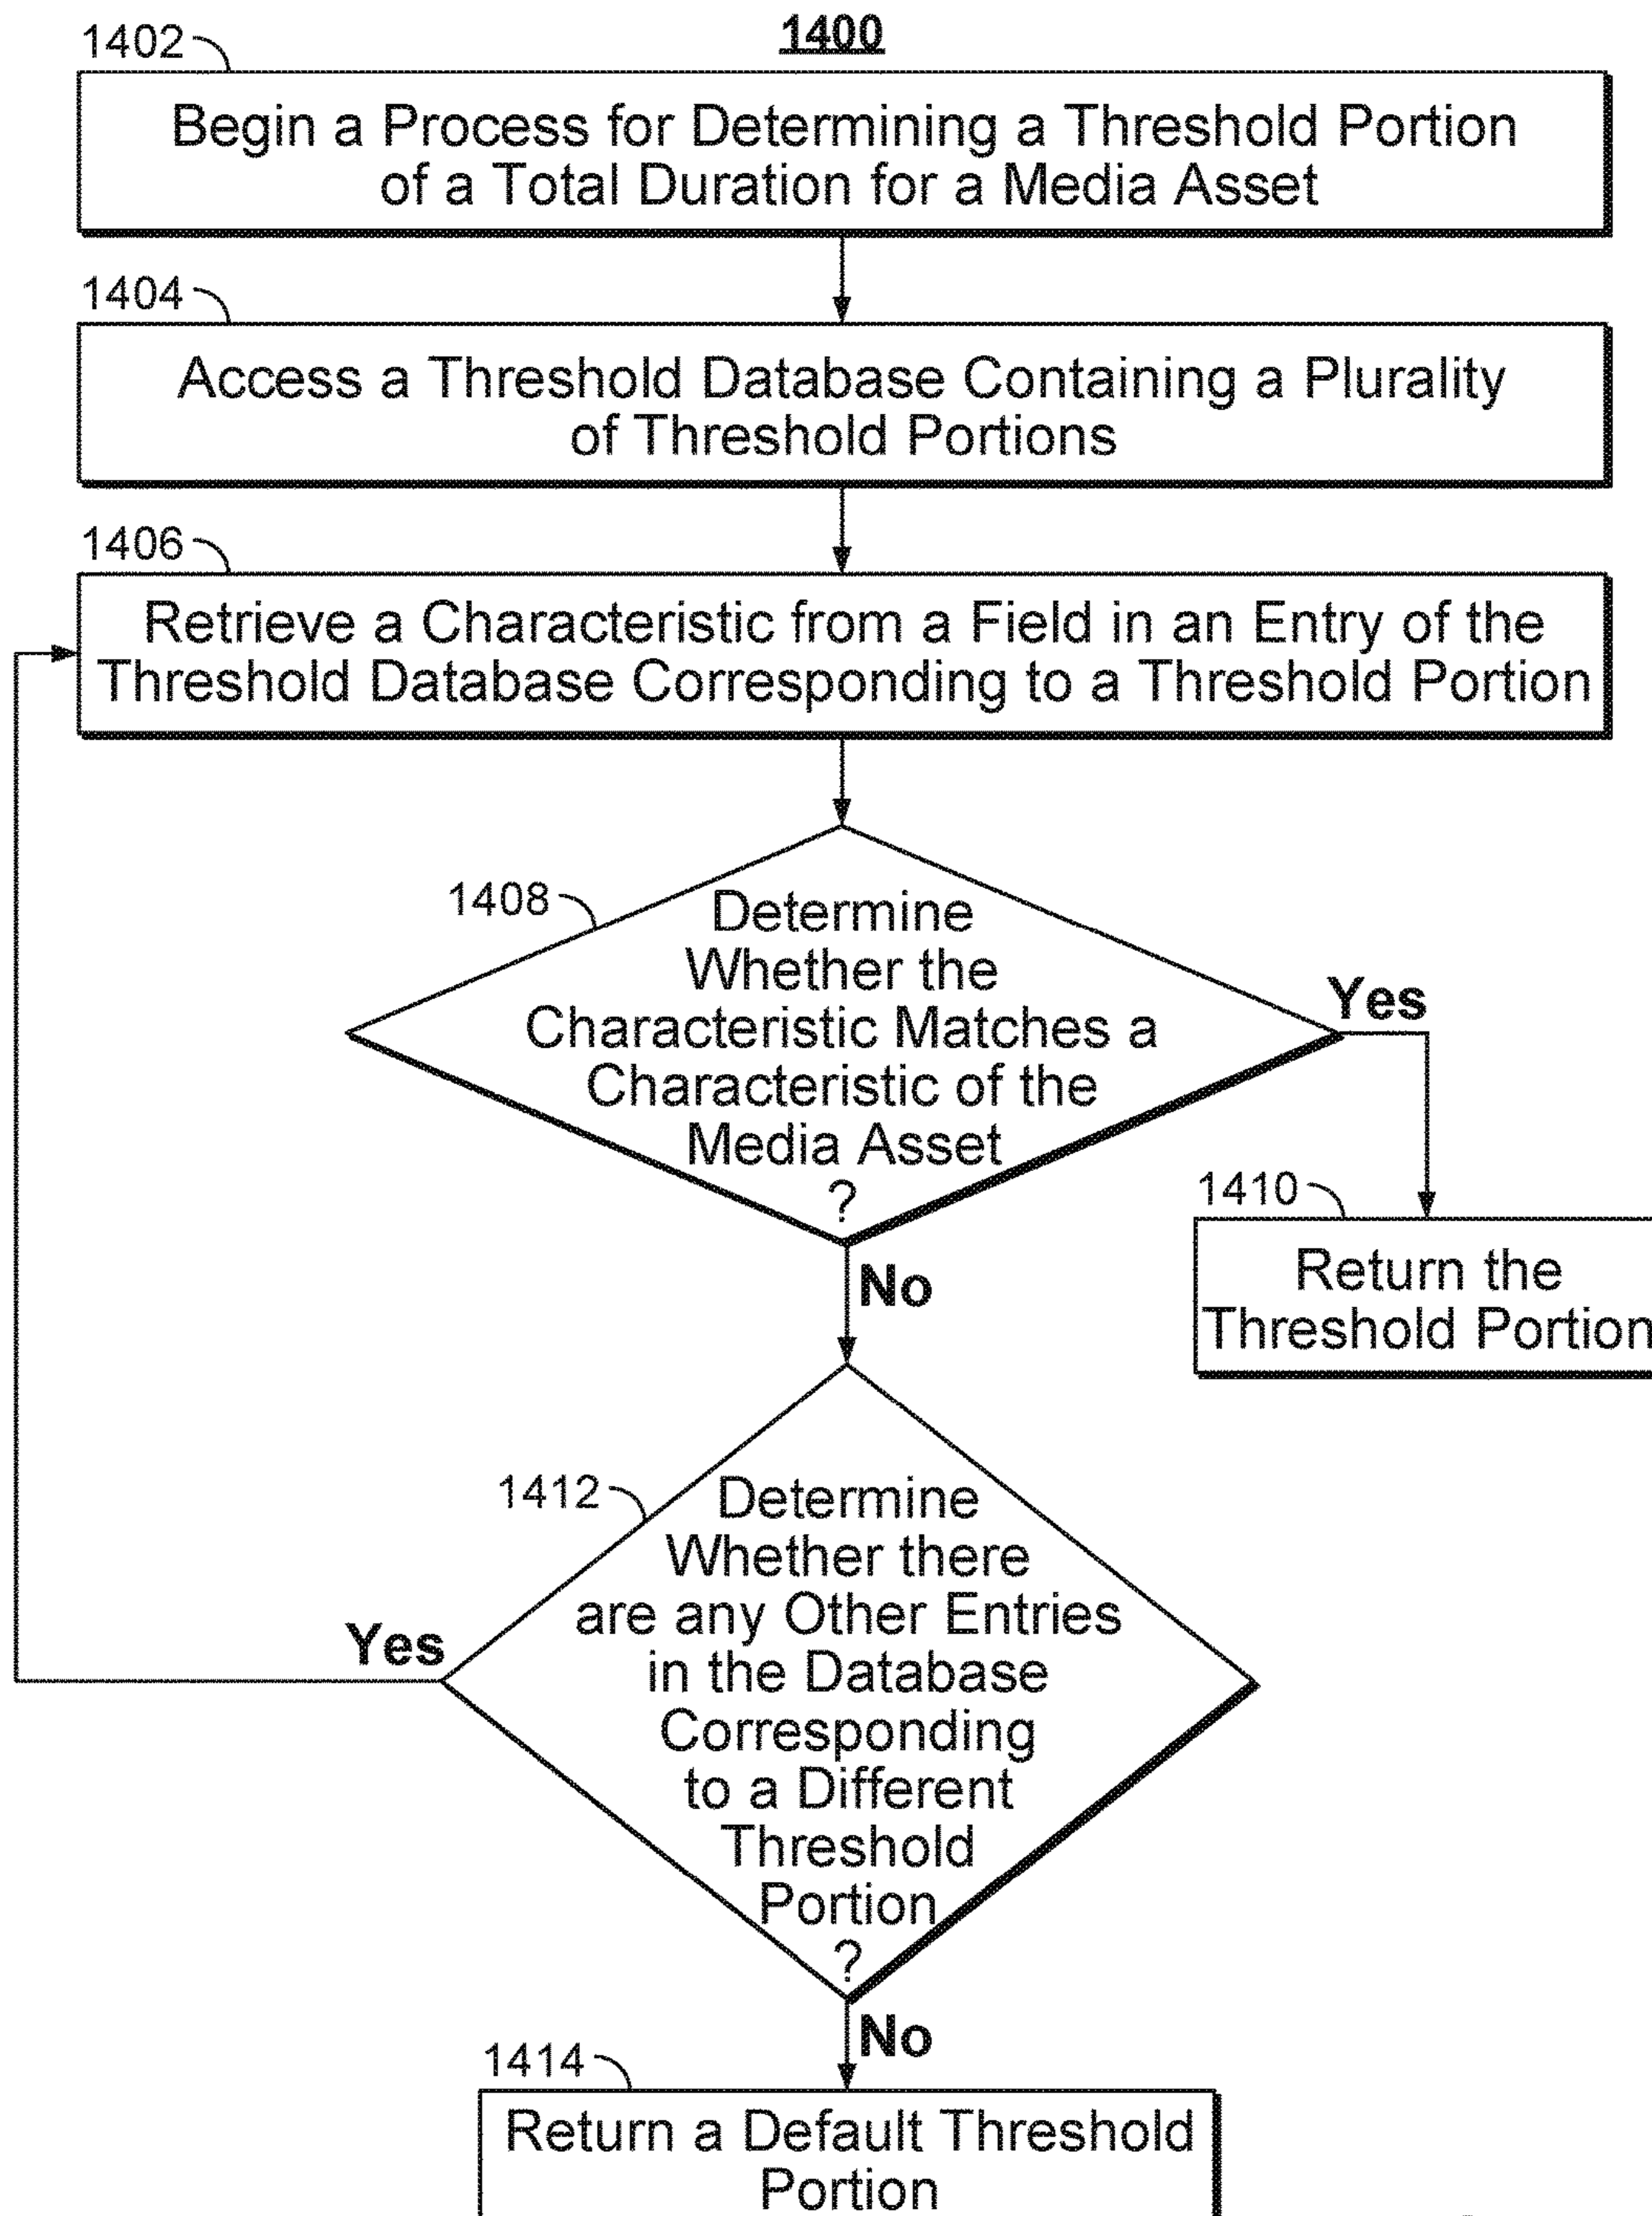 1400
1402
Begin a Process for Determining a Threshold Portion
of a Total Duration for a Media Asset
1404
Access a Threshold Database Containing a Plurality
of Threshold Portions
1406
Retrieve a Characteristic from a Field in an Entry of the
Threshold Database Corresponding to a Threshold Portion
1408
Determine
Whether the
Characteristic Matches a
Characteristic of the
Media Asset
?
Yes
1410
Return the
Threshold Portion
No
1412
Determine
Whether there
are any Other Entries
in the Database
Corresponding
to a Different
Threshold
Portion
?
Yes
No
1414
Return a Default Threshold
Portion